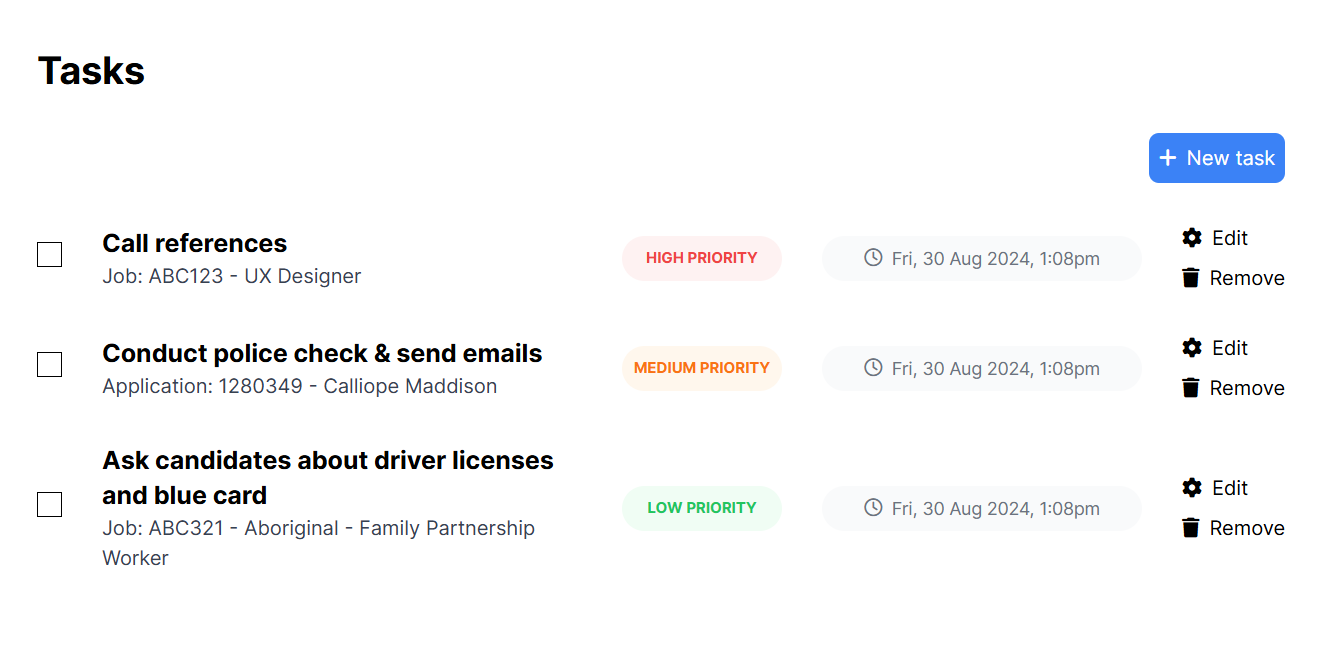 Tasks
+ New task
Call references
Job: ABC123 - UX Designer
HIGH PRIORITY
Fri, 30 Aug 2024, 1:08pm
Edit
Remove
Conduct police check & send emails
Application: 1280349 - Calliope Maddison
MEDIUM PRIORITY
Fri, 30 Aug 2024, 1:08pm
Edit
Remove
Ask candidates about driver licenses
and blue card
Job: ABC321 - Aboriginal - Family Partnership
Worker
LOW PRIORITY
Fri, 30 Aug 2024, 1:08pm
Edit
Remove